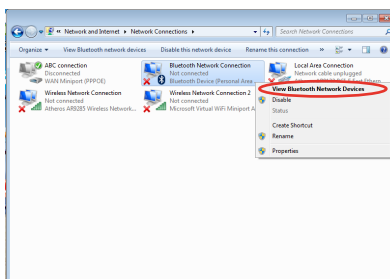 « Network and Internet ▸ Network Connections ▸
Search Network Connections
Organize ▾ View Bluetooth network devices Disable this network device Rename this connection »
ABC connection
Disconnected
WAN Miniport (PPPOE)
Bluetooth Network Connection
Not connected
Bluetooth Device (Personal Area ...
Local Area Connection
Network cable unplugged
Wireless Network Connection
Not connected
Atheros AR9285 Wireless Network...
Wireless Network Connection 2
Not connected
Microsoft Virtual WiFi Miniport A
View Bluetooth Network Devices
Disable
Status
Create Shortcut
Rename
Properties